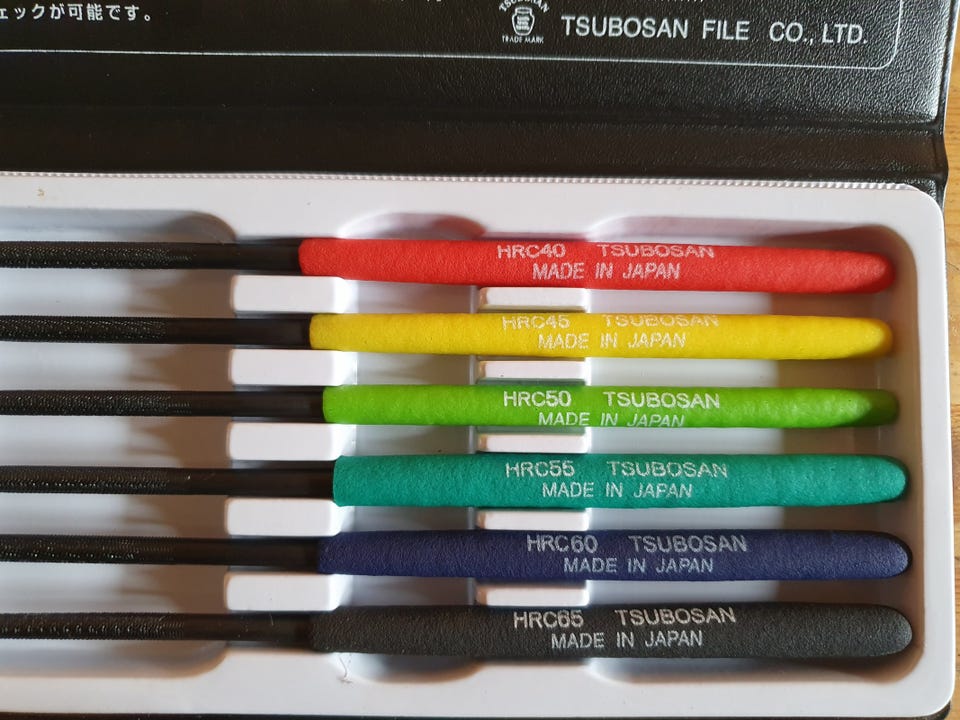 ェックが可能です。
TSUBOSAN
TRADE MARK
TSUBOSAN FILE CO., LTD.
HRC40 TSUBOSAN
MADE IN JAPAN
HRC45 TSUBOSAN
MADE IN JAPAN
HRC50 TSUBOSAN
MADE IN JAPAN
HRC55 TSUBOSAN
MADE IN JAPAN
HRC60 TSUBOSAN
MADE IN JAPAN
HRC65 TSUBOSAN
MADE IN JAPAN